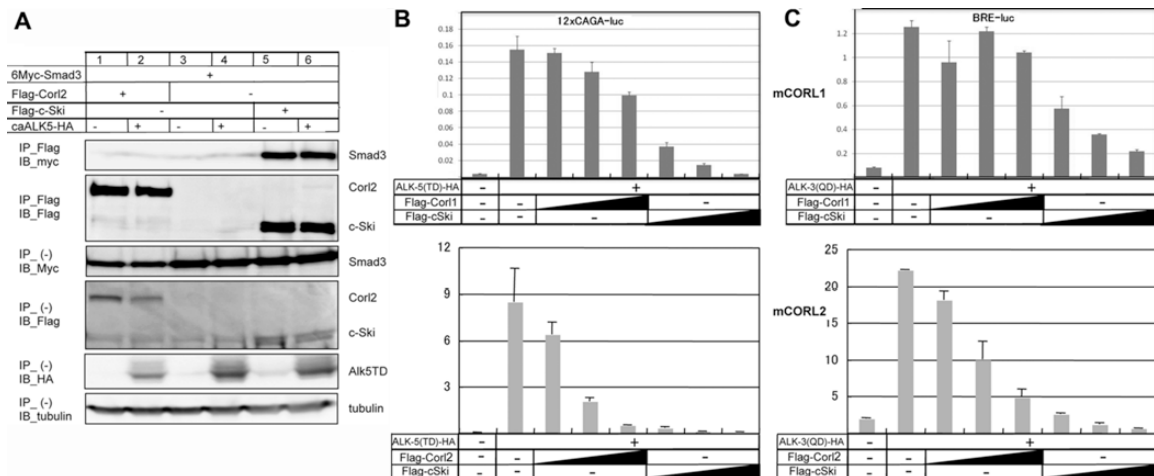 A
1 2 3 4 5 6
6Myc-Smad3 +
Flag-Corl2 + -
Flag-c-Ski - +
caALK5-HA - + - + - +
IP_Flag
IB_myc
Smad3
IP_Flag
IB_Flag
Corl2
c-Ski
IP_ (-)
IB_Myc
Smad3
IP_ (-)
IB_Flag
Corl2
c-Ski
IP_ (-)
IB_HA
Alk5TD
IP_ (-)
IB_tubulin
tubulin
B
12xCAGA-luc
0.18
0.16
0.14
0.12
0.1
0.08
0.06
0.04
0.02
0
ALK-5(TD)-HA - - +
Flag-Corl1 - - -
Flag-cSki - - -
12
9
6
3
ALK-5(TD)-HA - +
Flag-Corl2 - - -
Flag-cSki - - -
C
BRE-luc
mCORL1
1.2
1
0.8
0.6
0.4
0.2
0
ALK-3(QD)-HA - - +
Flag-Corl1 - - -
Flag-cSki - - -
mCORL2
25
20
15
10
5
ALK-3(QD)-HA - +
Flag-Corl2 - - -
Flag-cSki - - -